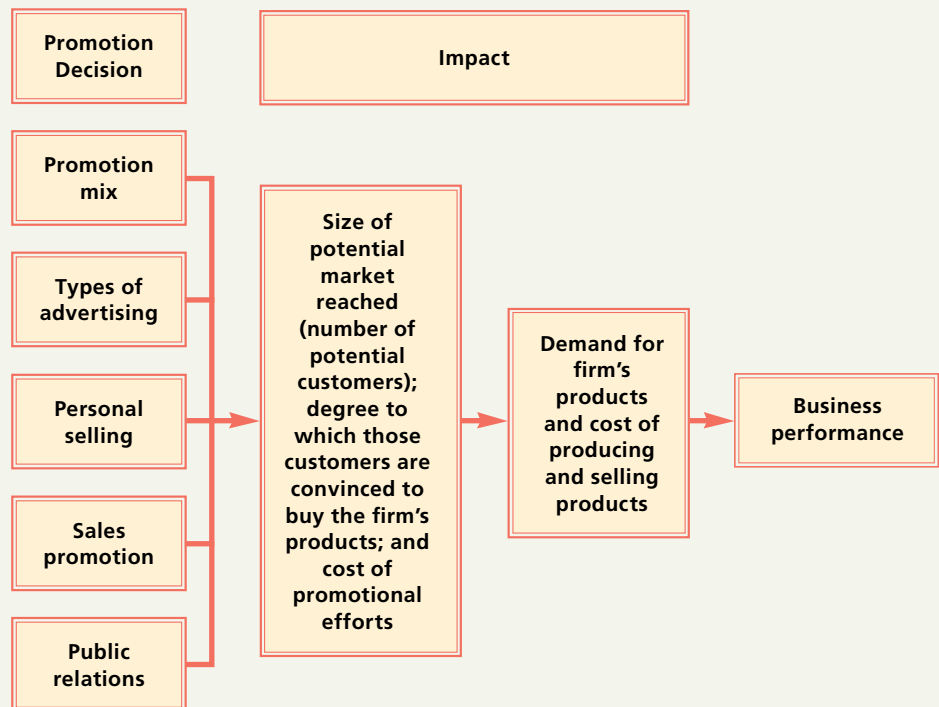 Promotion
Decision
Impact
Promotion
mix
Types of
advertising
Personal
selling
Sales
promotion
Public
relations
Size of
potential
market
reached
(number of
potential
customers);
degree to
which those
customers are
convinced to
buy the firm's
products; and
cost of
promotional
efforts
Demand for
firm's
products
and cost of
producing
and selling
products
Business
performance